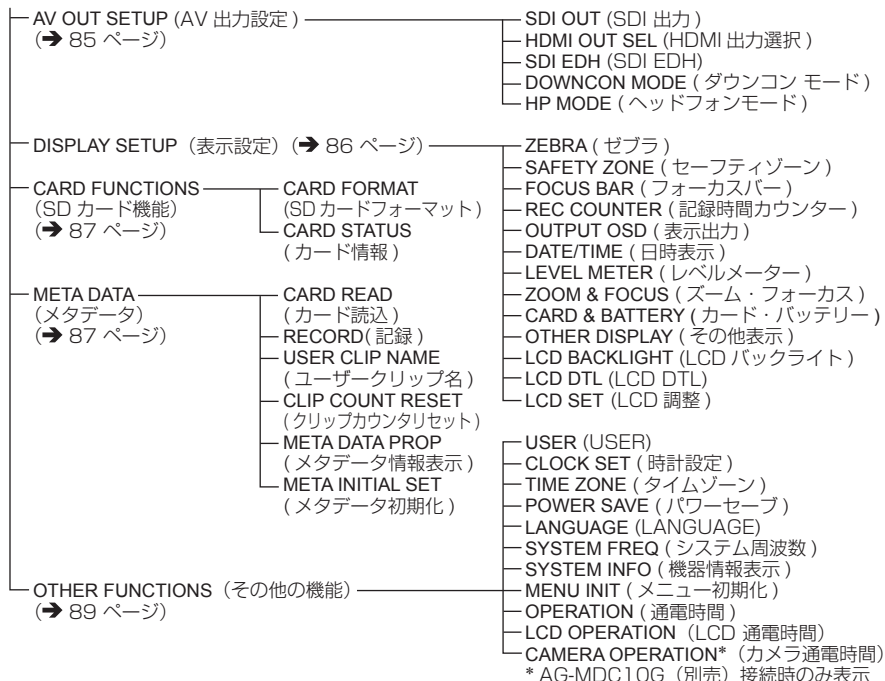 AV OUT SETUP (AV 出力設定 )
(➔ 85 ページ)
SDI OUT (SDI 出力 )
HDMI OUT SEL (HDMI 出力選択 )
SDI EDH (SDI EDH)
DOWNCON MODE ( ダウンコン モード )
HP MODE ( ヘッドフォンモード )
DISPLAY SETUP（表示設定）(➔ 86 ページ)
ZEBRA ( ゼブラ )
SAFETY ZONE ( セーフティゾーン )
FOCUS BAR ( フォーカスバー )
REC COUNTER ( 記録時間カウンター )
OUTPUT OSD ( 表示出力 )
DATE/TIME ( 日時表示 )
LEVEL METER ( レベルメーター )
ZOOM & FOCUS ( ズーム・フォーカス )
CARD & BATTERY ( カード・バッテリー )
OTHER DISPLAY ( その他表示 )
LCD BACKLIGHT (LCD バックライト )
LCD DTL (LCD DTL)
LCD SET (LCD 調整 )
CARD FUNCTIONS
(SD カード機能)
(➔ 87 ページ)
CARD FORMAT
(SD カードフォーマット )
CARD STATUS
( カード情報 )
META DATA
(メタデータ)
(➔ 87 ページ)
CARD READ
( カード読込 )
RECORD( 記録 )
USER CLIP NAME
( ユーザークリップ名 )
CLIP COUNT RESET
( クリップカウンタリセット )
META DATA PROP
( メタデータ情報表示 )
META INITIAL SET
( メタデータ初期化 )
OTHER FUNCTIONS（その他の機能）
(➔ 89 ページ)
USER (USER)
CLOCK SET ( 時計設定 )
TIME ZONE ( タイムゾーン )
POWER SAVE ( パワーセーブ )
LANGUAGE (LANGUAGE)
SYSTEM FREQ ( システム周波数 )
SYSTEM INFO ( 機器情報表示 )
MENU INIT ( メニュー初期化 )
OPERATION ( 通電時間 )
LCD OPERATION（LCD 通電時間）
CAMERA OPERATION*（カメラ通電時間）
* AG-MDC10G（別売）接続時のみ表示